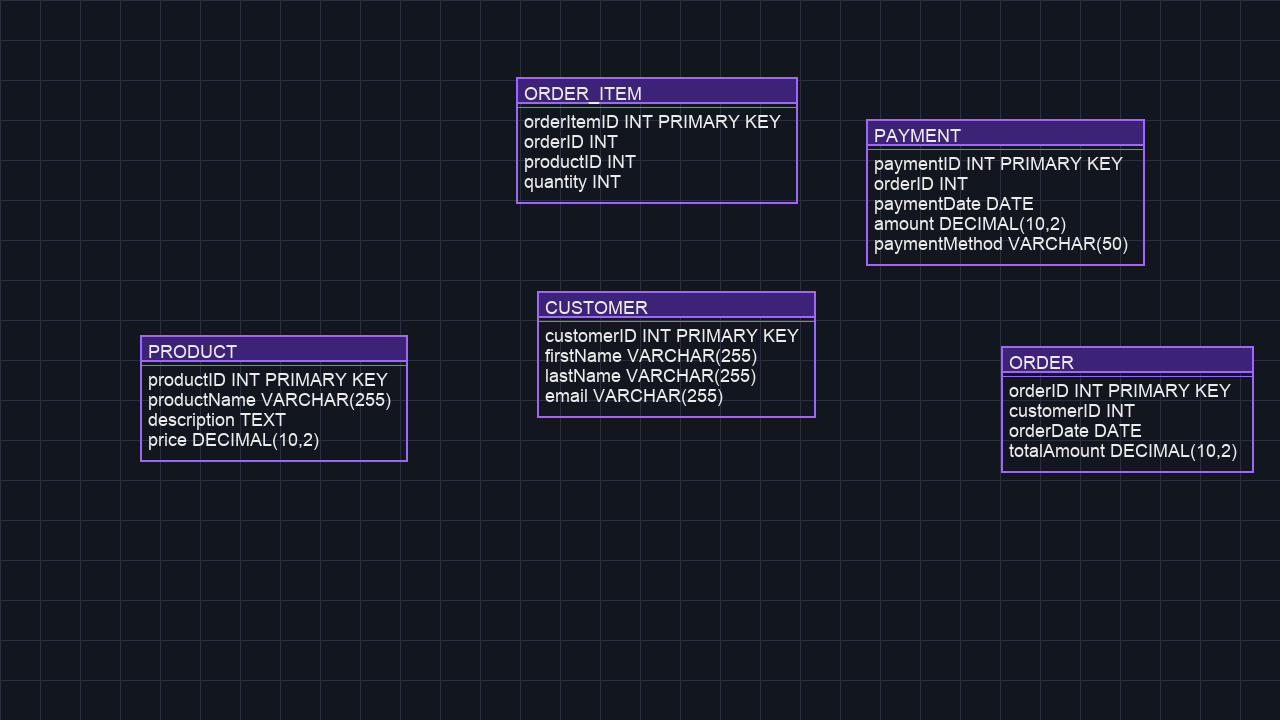 ORDER_ITEM
orderItemID INT PRIMARY KEY
orderID INT
productID INT
quantity INT
PAYMENT
paymentID INT PRIMARY KEY
orderID INT
paymentDate DATE
amount DECIMAL(10,2)
paymentMethod VARCHAR(50)
CUSTOMER
customerID INT PRIMARY KEY
firstName VARCHAR(255)
lastName VARCHAR(255)
email VARCHAR(255)
PRODUCT
productID INT PRIMARY KEY
productName VARCHAR(255)
description TEXT
price DECIMAL(10,2)
ORDER
orderID INT PRIMARY KEY
customerID INT
orderDate DATE
totalAmount DECIMAL(10,2)